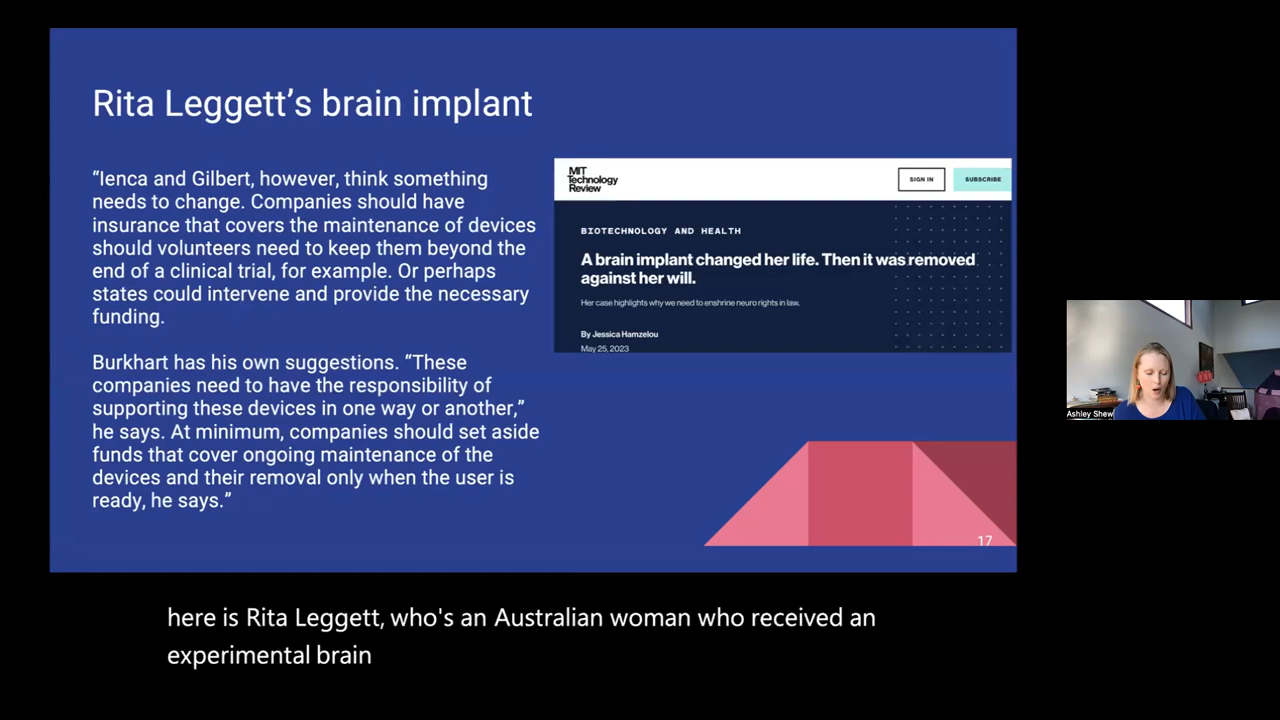 Rita Leggett’s brain implant
“Ienca and Gilbert, however, think something
needs to change. Companies should have
insurance that covers the maintenance of devices
should volunteers need to keep them beyond the
end of a clinical trial, for example. Or perhaps
states could intervene and provide the necessary
funding.
Burkhart has his own suggestions. “These
companies need to have the responsibility of
supporting these devices in one way or another,”
he says. At minimum, companies should set aside
funds that cover ongoing maintenance of the
devices and their removal only when the user is
ready, he says.”
MIT
Technology
Review
SIGN IN
SUBSCRIBE
BIOTECHNOLOGY AND HEALTH
A brain implant changed her life. Then it was removed
against her will.
Her case highlights why we need to enshrine neuro rights in law.
By Jessica Hamzelou
May 25, 2023
17
Ashley Shew
here is Rita Leggett, who's an Australian woman who received an
experimental brain